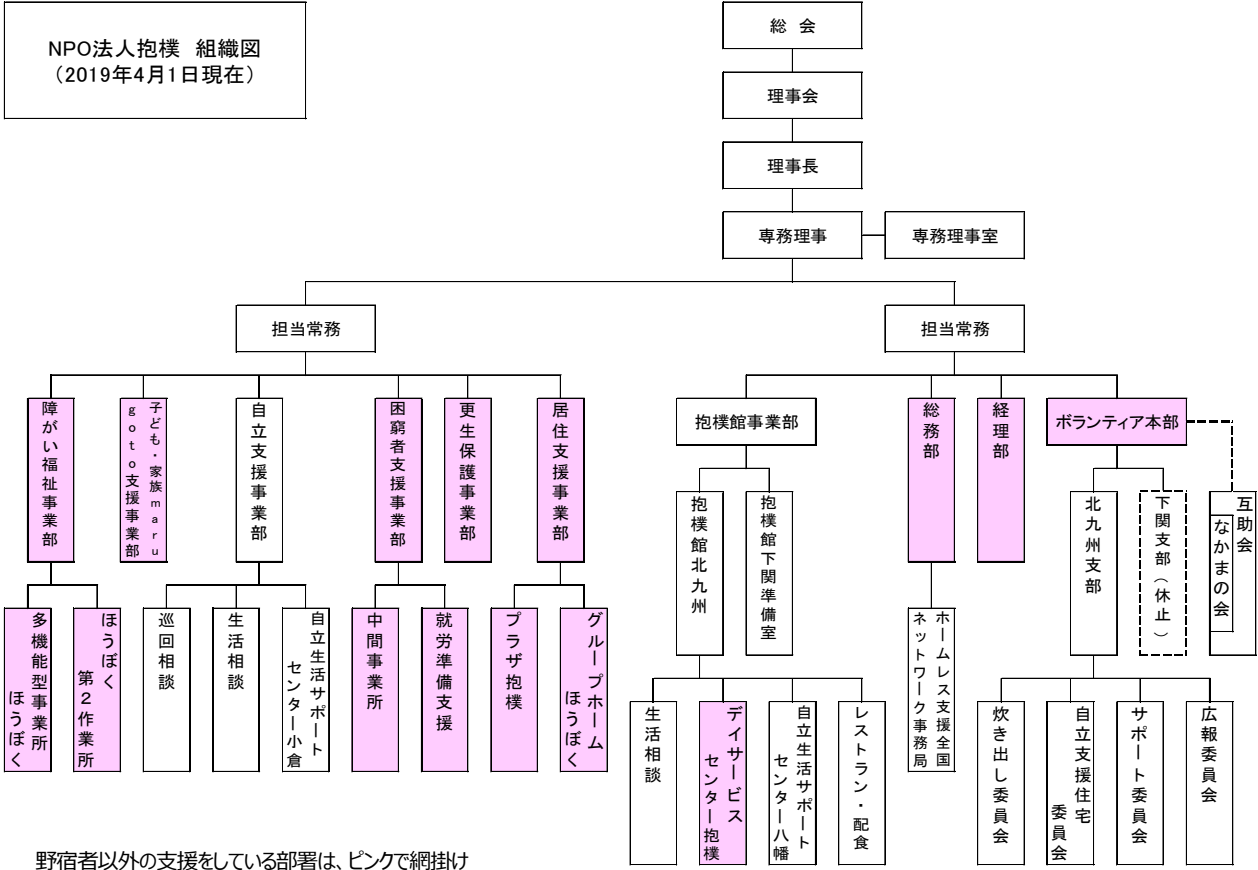 NPO法人抱樸 組織図
（2019年4月1日現在）
総 会
理事会
理事長
専務理事
専務理事室
担当常務
担当常務
障がい福祉事業部
子ども・家族maru
goto支援事業部
自立支援事業部
困窮者支援事業部
更生保護事業部
居住支援事業部
抱樸館事業部
総務部
経理部
ボランティア本部
多機能型事業所
ほうぼく
ほうぼく
第2作業所
巡回相談
生活相談
自立生活サポート
センター小倉
中間事業所
就労準備支援
プラザ抱樸
グループホーム
ほうぼく
抱樸館北九州
抱樸館下関準備室
ホームレス支援全国
ネットワーク事務局
北九州支部
下関支部（休止）
互助会
なかまの会
生活相談
デイサービス
センター抱樸
自立生活サポート
センター八幡
レストラン・配食
炊き出し委員会
自立支援住宅
委員会
サポート委員会
広報委員会
野宿者以外の支援をしている部署は、ピンクで網掛け